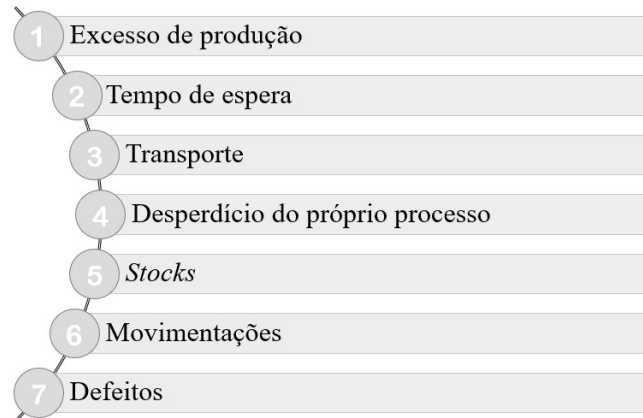 1 Excesso de produção
2 Tempo de espera
3 Transporte
4 Desperdício do próprio processo
5 Stocks
6 Movimentações
7 Defeitos